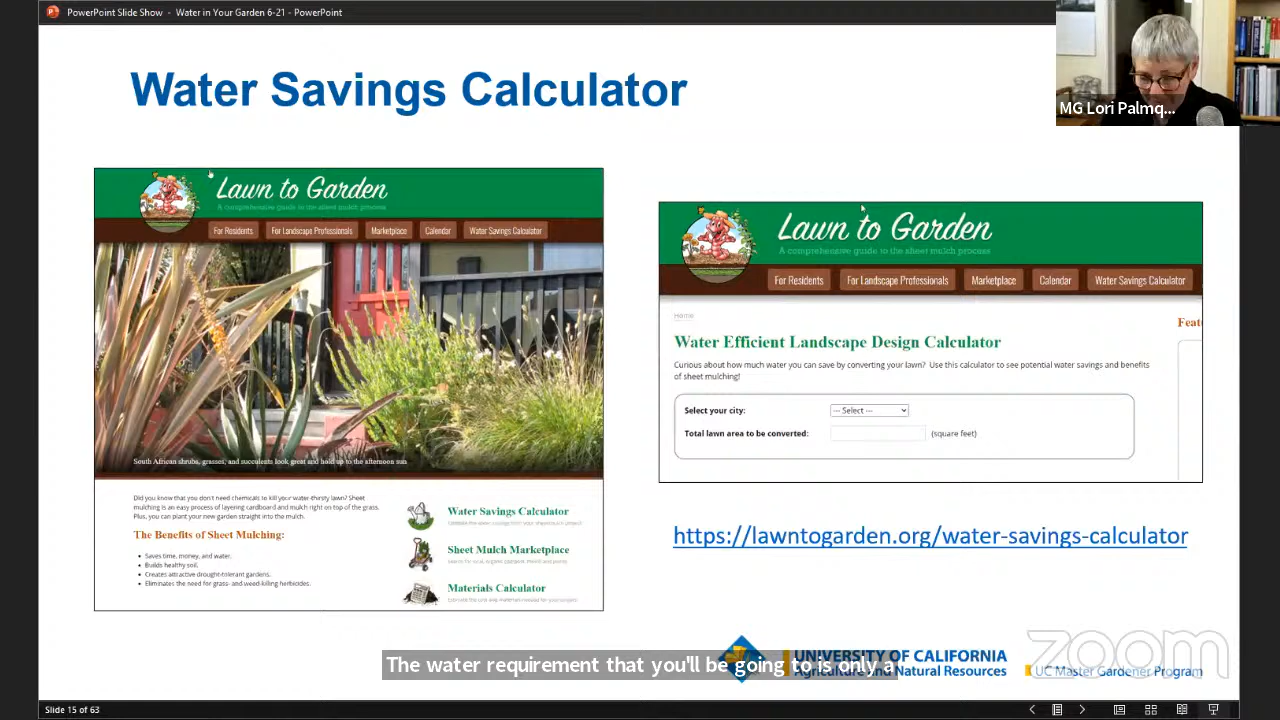 PowerPoint Slide Show - Water in Your Garden 6-21 - PowerPoint
MG Lori Palmq...
Water Savings Calculator
Lawn to Garden
A comprehensive guide to the sheet mulch process
For Residents
For Landscape Professionals
Marketplace
Calendar
Water Savings Calculator
South African shrubs, grasses, and succulents look great and hold up to the afternoon sun
Did you know that you don't need chemicals to kill your water-thirsty lawn? Sheet
mulching is an easy process of layering cardboard and mulch right on top of the grass.
Plus, you can plant your new garden straight into the mulch.
The Benefits of Sheet Mulching:
Saves time, money, and water.
Builds healthy soil.
Creates attractive drought-tolerant gardens.
Eliminates the need for grass- and weed-killing herbicides.
Water Savings Calculator
Sheet Mulch Marketplace
Materials Calculator
Lawn to Garden
A comprehensive guide to the sheet mulch process
For Residents
For Landscape Professionals
Marketplace
Calendar
Water Savings Calculator
Home
Featu
Water Efficient Landscape Design Calculator
Curious about how much water you can save by converting your lawn? Use this calculator to see potential water savings and benefits
of sheet mulching!
Select your city: --- Select ---
Total lawn area to be converted: (square feet)
https://lawntogarden.org/water-savings-calculator
The water requirement that you'll be going to is only a
UNIVERSITY OF CALIFORNIA
Agriculture and Natural Resources
UC Master Gardener Program
zoom
Slide 15 of 63